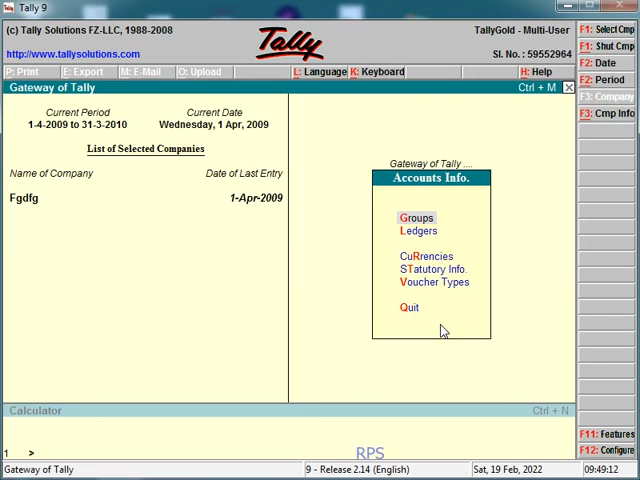 Tally 9
(c) Tally Solutions FZ-LLC, 1988-2008
http://www.tallysolutions.com
Tally
TallyGold - Multi-User
Sl. No. : 59552964
P: Print E: Export M: E-Mail O: Upload L: Language K: Keyboard H: Help
Gateway of Tally Ctrl + M
Current Period Current Date
1-4-2009 to 31-3-2010 Wednesday, 1 Apr, 2009
List of Selected Companies
Name of Company Date of Last Entry
Fgdfg 1-Apr-2009
Gateway of Tally ....
Accounts Info.
Groups
Ledgers
CuRrencies
STatutory Info.
Voucher Types
Quit
F1: Select Cmp
F1: Shut Cmp
F2: Date
F2: Period
F3: Company
F3: Cmp Info
F11: Features
F12: Configure
Calculator Ctrl + N
1 >
RPS
Gateway of Tally 9 - Release 2.14 (English) Sat, 19 Feb, 2022 09:49:12